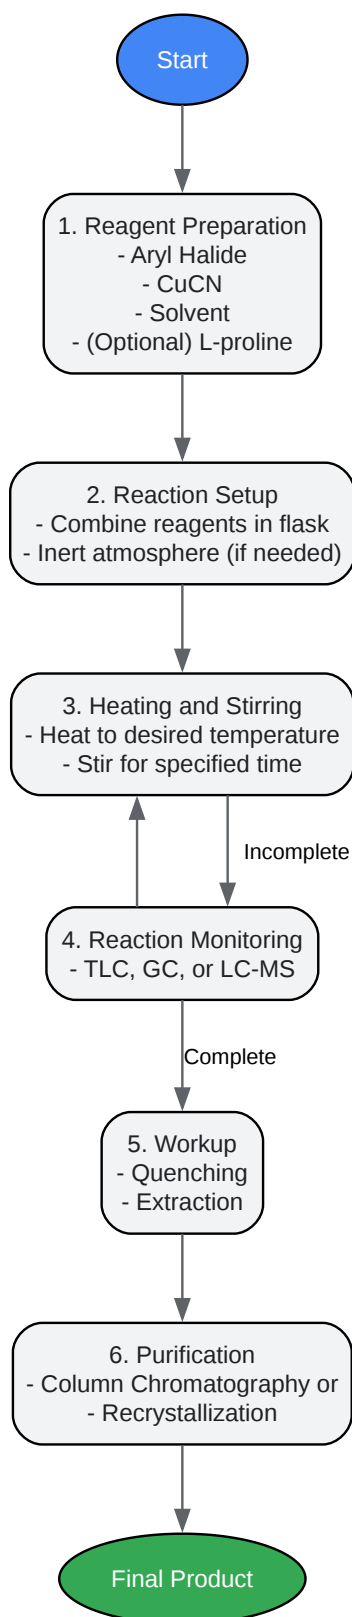 Start
1. Reagent Preparation
- Aryl Halide
- CuCN
- Solvent
- (Optional) L-proline
2. Reaction Setup
- Combine reagents in flask
- Inert atmosphere (if needed)
3. Heating and Stirring
- Heat to desired temperature
- Stir for specified time
Incomplete
4. Reaction Monitoring
- TLC, GC, or LC-MS
Complete
5. Workup
- Quenching
- Extraction
6. Purification
- Column Chromatography or
- Recrystallization
Final Product